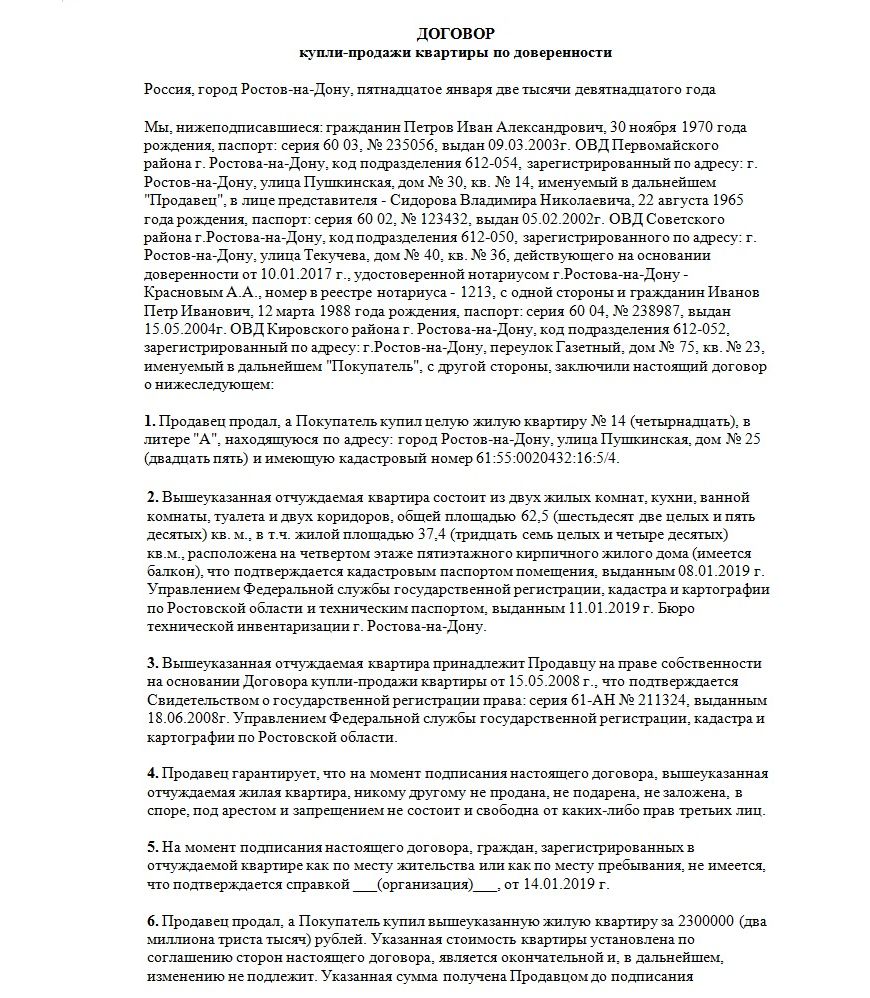 ДОГОВОР
купли-продажи квартиры по доверенности
Россия, город Ростов-на-Дону, пятнадцатое января две тысячи девятнадцатого года
Мы, нижеподписавшиеся: гражданин Петров Иван Александрович, 30 ноября 1970 года
рождения, паспорт: серия 60 03, № 235056, выдан 09.03.2003г. ОВД Первомайского
района г. Ростова-на-Дону, код подразделения 612-054, зарегистрированный по адресу: г.
Ростов-на-Дону, улица Пушкинская, дом № 30, кв. № 14, именуемый в дальнейшем
"Продавец", в лице представителя - Сидорова Владимира Николаевича, 22 августа 1965
года рождения, паспорт: серия 60 02, № 123432, выдан 05.02.2002г. ОВД Советского
района г.Ростова-на-Дону, код подразделения 612-050, зарегистрированного по адресу: г.
Ростов-на-Дону, улица Текучева, дом № 40, кв. № 36, действующего на основании
доверенности от 10.01.2017 г., удостоверенной нотариусом г.Ростова-на-Дону -
Красновым А.А., номер в реестре нотариуса - 1213, с одной стороны и гражданин Иванов
Петр Иванович, 12 марта 1988 года рождения, паспорт: серия 60 04, № 238987, выдан
15.05.2004г. ОВД Кировского района г. Ростова-на-Дону, код подразделения 612-052,
зарегистрированный по адресу: г.Ростов-на-Дону, переулок Газетный, дом № 75, кв. № 23,
именуемый в дальнейшем "Покупатель", с другой стороны, заключили настоящий договор
о нижеследующем:
1. Продавец продал, а Покупатель купил целую жилую квартиру № 14 (четырнадцать), в
литере "А", находящуюся по адресу: город Ростов-на-Дону, улица Пушкинская, дом № 25
(двадцать пять) и имеющую кадастровый номер 61:55:0020432:16:5/4.
2. Вышеуказанная отчуждаемая квартира состоит из двух жилых комнат, кухни, ванной
комнаты, туалета и двух коридоров, общей площадью 62,5 (шестьдесят две целых и пять
десятых) кв. м., в т.ч. жилой площадью 37,4 (тридцать семь целых и четыре десятых)
кв.м., расположена на четвертом этаже пятиэтажного кирпичного жилого дома (имеется
балкон), что подтверждается кадастровым паспортом помещения, выданным 08.01.2019 г.
Управлением Федеральной службы государственной регистрации, кадастра и картографии
по Ростовской области и техническим паспортом, выданным 11.01.2019 г. Бюро
технической инвентаризации г. Ростова-на-Дону.
3. Вышеуказанная отчуждаемая квартира принадлежит Продавцу на праве собственности
на основании Договора купли-продажи квартиры от 15.05.2008 г., что подтверждается
Свидетельством о государственной регистрации права: серия 61-АН № 211324, выданным
18.06.2008г. Управлением Федеральной службы государственной регистрации, кадастра и
картографии по Ростовской области.
4. Продавец гарантирует, что на момент подписания настоящего договора, вышеуказанная
отчуждаемая жилая квартира, никому другому не продана, не подарена, не заложена, в
споре, под арестом и запрещением не состоит и свободна от каких-либо прав третьих лиц.
5. На момент подписания настоящего договора, граждан, зарегистрированных в
отчуждаемой квартире как по месту жительства или как по месту пребывания, не имеется,
что подтверждается справкой ___(организация)___, от 14.01.2019 г.
6. Продавец продал, а Покупатель купил вышеуказанную жилую квартиру за 2300000 (два
миллиона триста тысяч) рублей. Указанная стоимость квартиры установлена по
соглашению сторон настоящего договора, является окончательной и, в дальнейшем,
изменению не подлежит. Указанная сумма получена Продавцом до подписания